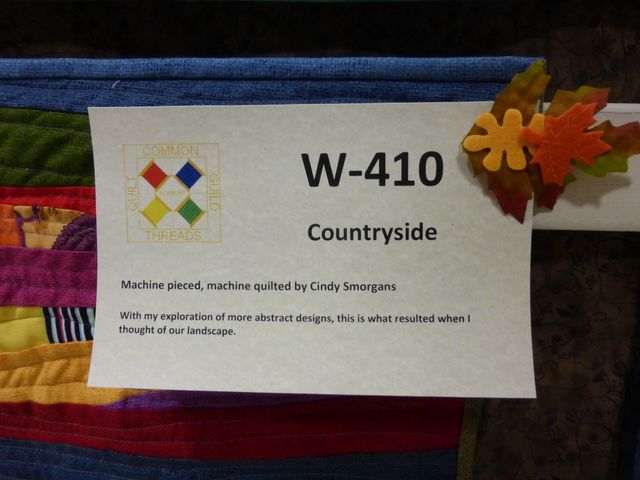 COMMON
QUILT
GUILD
THREADS
W-410
Countryside
Machine pieced, machine quilted by Cindy Smorgans
With my exploration of more abstract designs, this is what resulted when I
thought of our landscape.